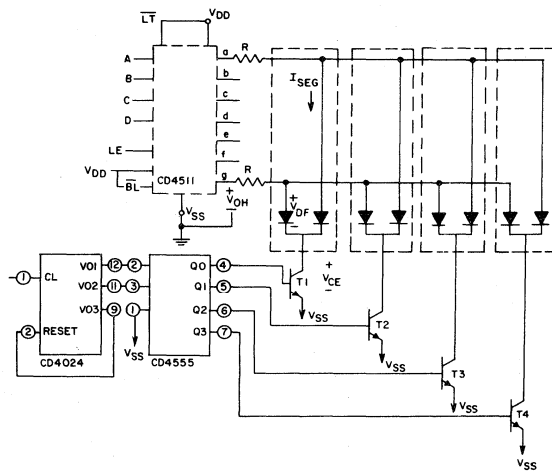 LT VDD
A a R
B b
C c ISEG
D d
LE e
VDD f
BL CD4511 g R
VSS + VOH − + VDF −
CL VO1 12 2 Q0 4
1 VO2 11 3 Q1 5 T1 + VCE −
VO3 9 1 Q2 6 VSS
2 RESET Q3 7 T2
CD4024 VSS CD4555 VSS
T3
VSS
T4
VSS